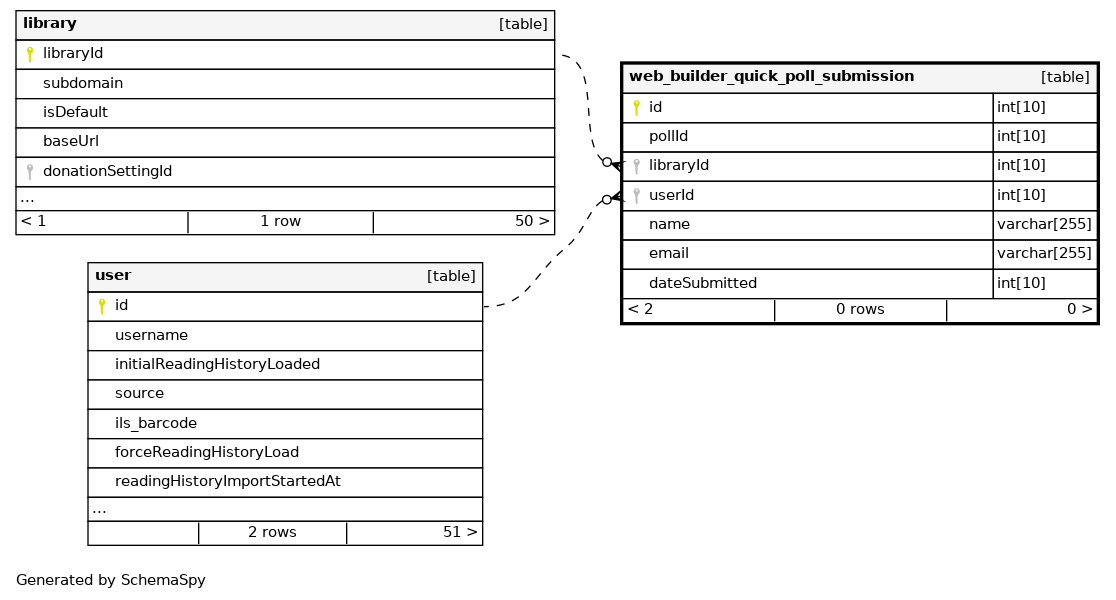 library [table]
libraryId
subdomain
isDefault
baseUrl
donationSettingId
...
< 1 1 row 50 >
web_builder_quick_poll_submission [table]
id int[10]
pollId int[10]
libraryId int[10]
userId int[10]
name varchar[255]
email varchar[255]
dateSubmitted int[10]
< 2 0 rows 0 >
user [table]
id
username
initialReadingHistoryLoaded
source
ils_barcode
forceReadingHistoryLoad
readingHistoryImportStartedAt
...
2 rows 51 >
Generated by SchemaSpy